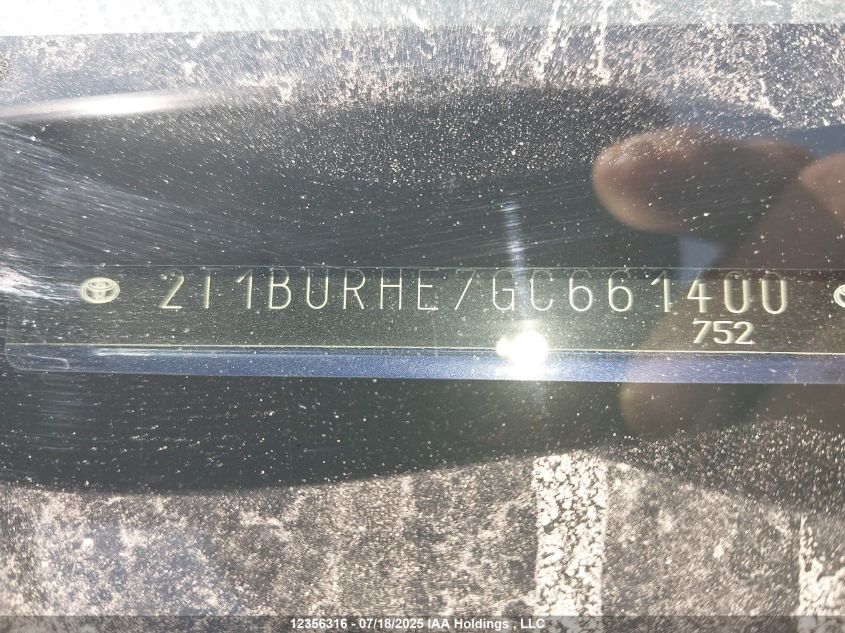 2T1BURHE7GC661400
752
12356316 - 07/18/2025 IAA Holdings , LLC